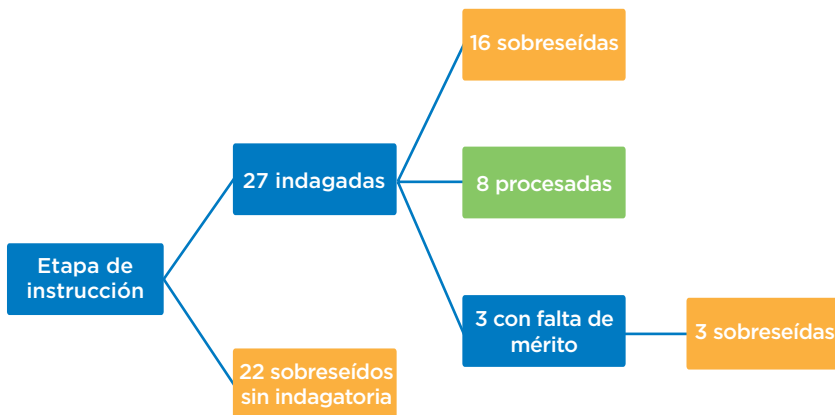 16 sobreseídas
27 indagadas
8 procesadas
Etapa de
instrucción
3 con falta de
mérito
3 sobreseídas
22 sobreseídos
sin indagatoria